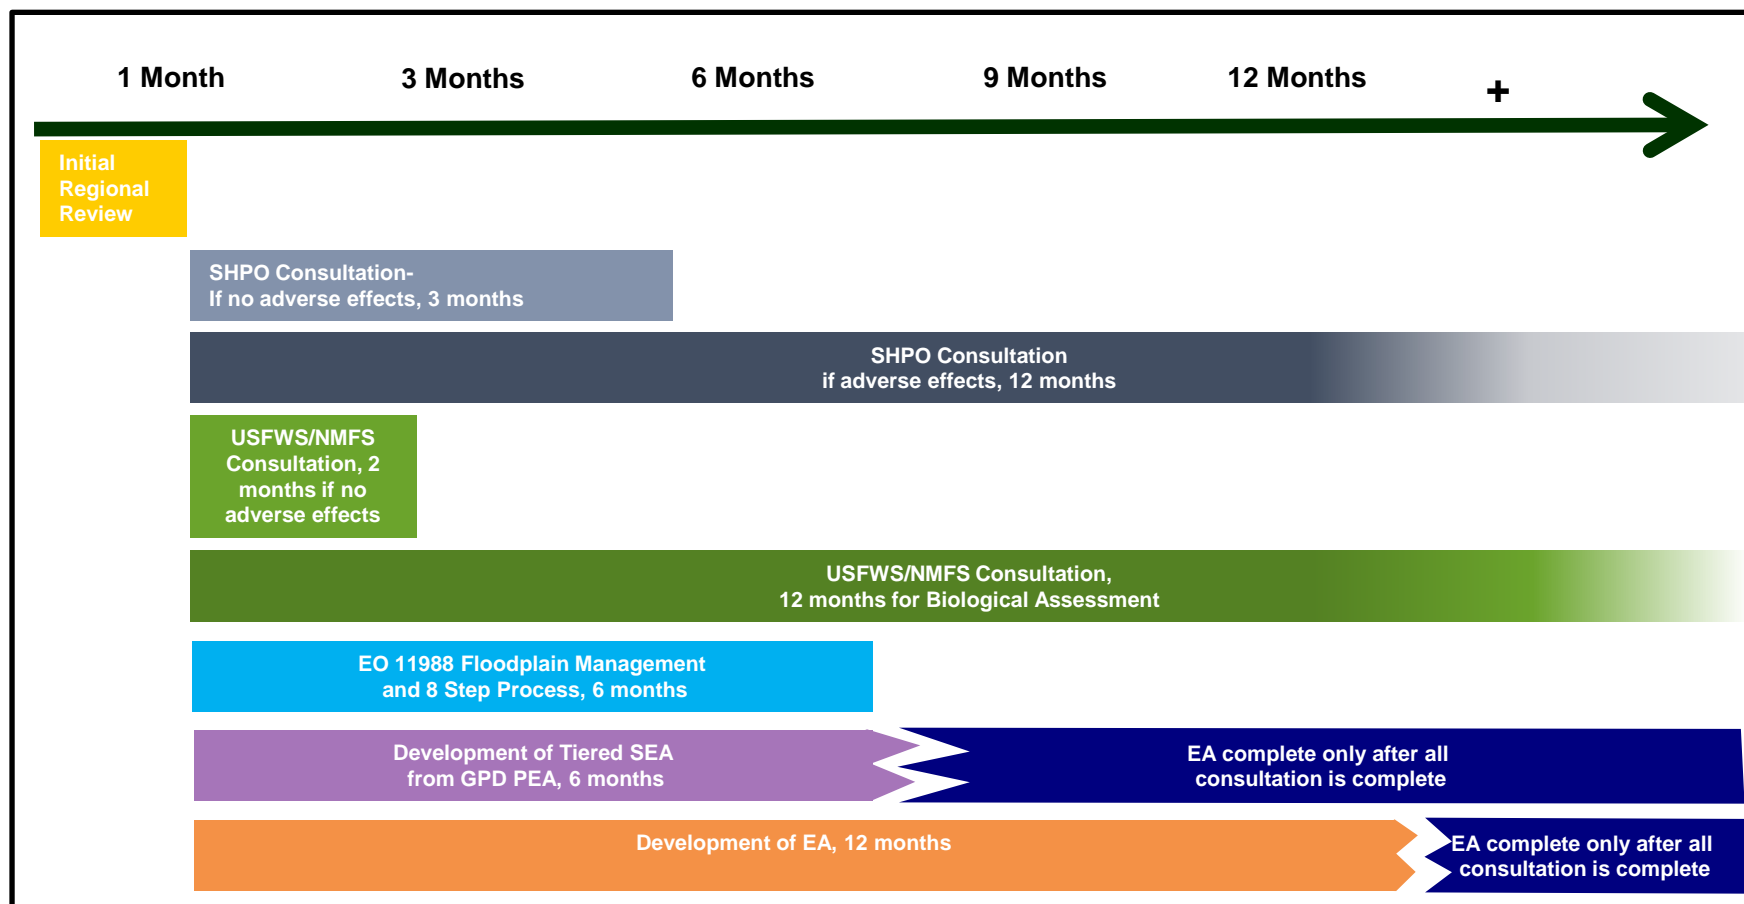 1 Month
3 Months
6 Months
9 Months
12 Months
+
Initial
Regional
Review
SHPO Consultation-
If no adverse effects, 3 months
SHPO Consultation
if adverse effects, 12 months
USFWS/NMFS
Consultation, 2
months if no
adverse effects
USFWS/NMFS Consultation,
12 months for Biological Assessment
EO 11988 Floodplain Management
and 8 Step Process, 6 months
Development of Tiered SEA
from GPD PEA, 6 months
EA complete only after all
consultation is complete
Development of EA, 12 months
EA complete only after all
consultation is complete